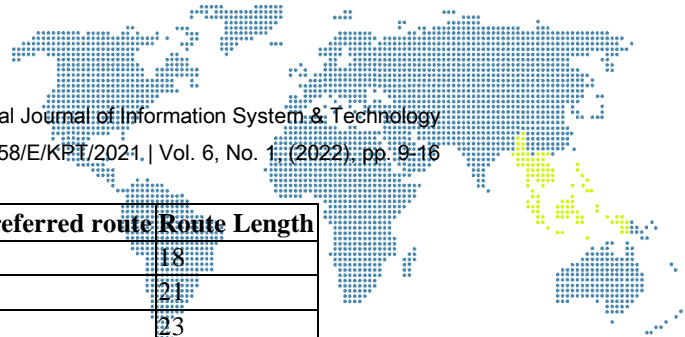 al Journal of Information System & Technology
58/E/KPT/2021 | Vol. 6, No. 1, (2022), pp. 9-16
referred route Route Length
18
21
23